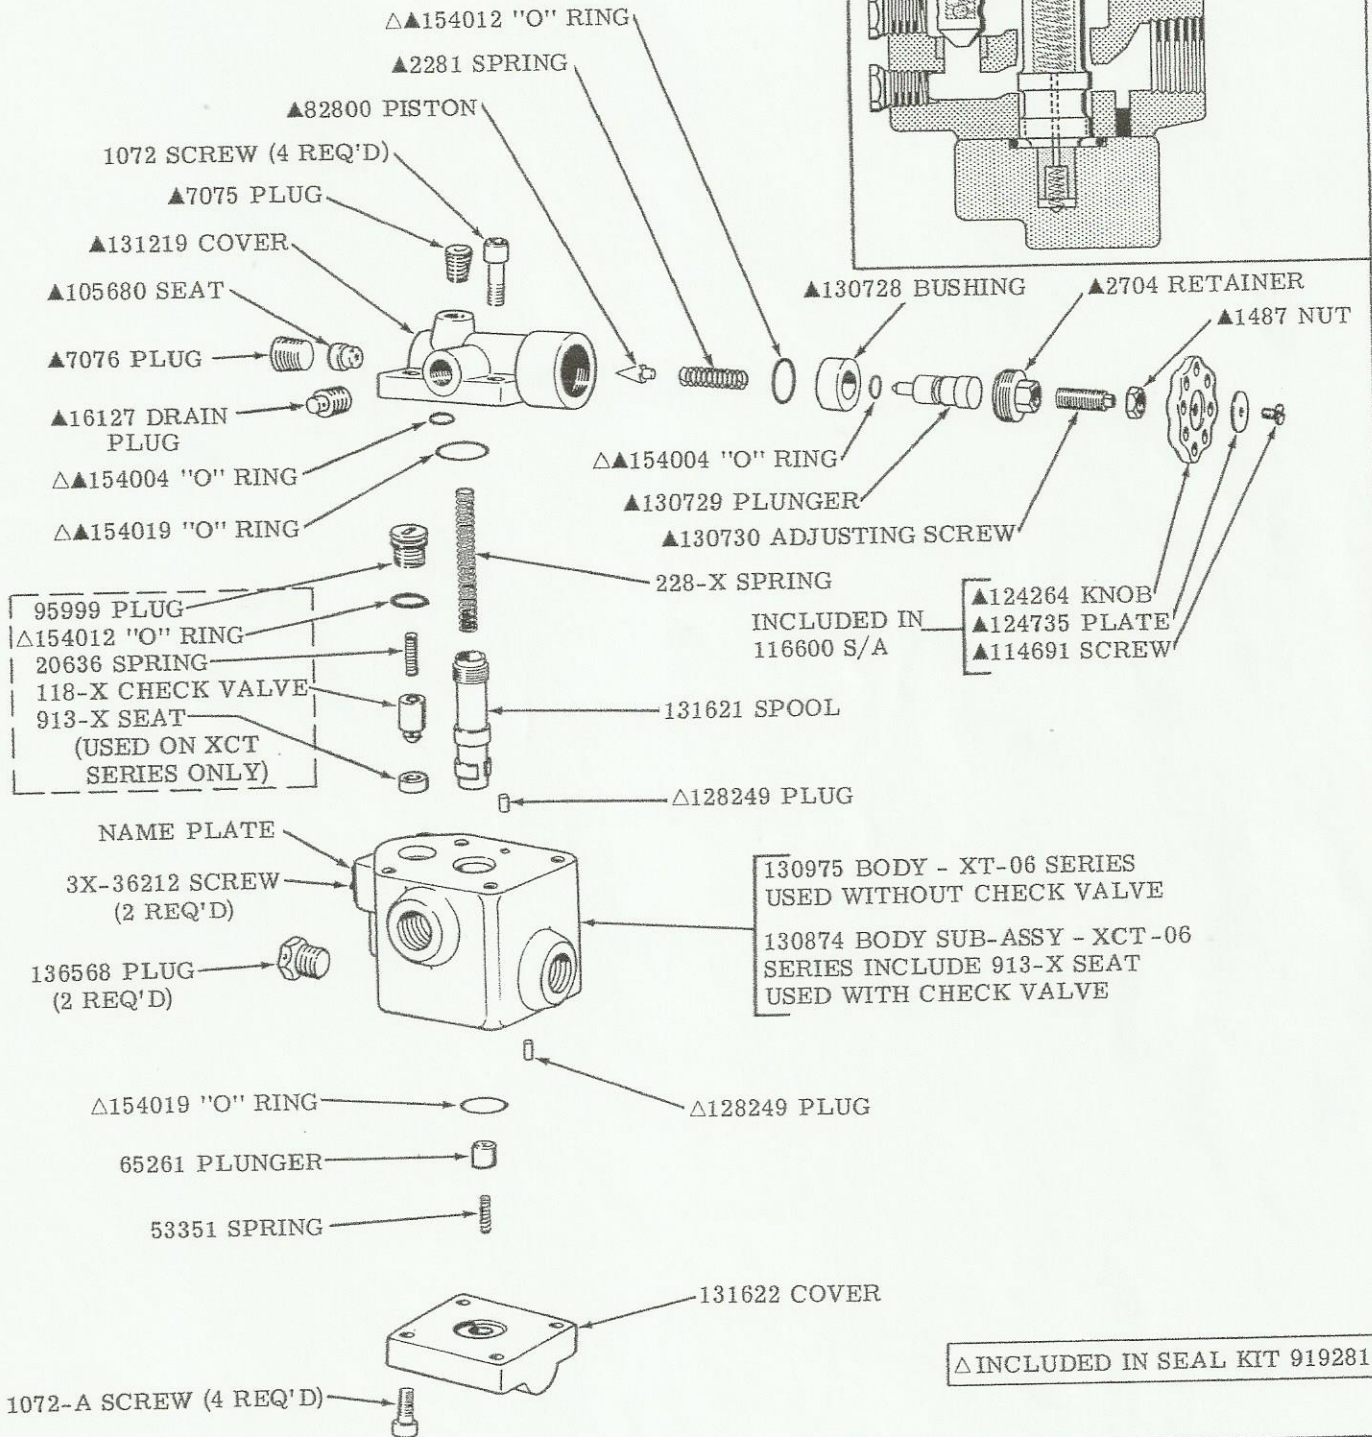 △▲154012 "O" RING
▲2281 SPRING
▲82800 PISTON
1072 SCREW (4 REQ'D)
▲7075 PLUG
▲131219 COVER
▲105680 SEAT
▲7076 PLUG
▲16127 DRAIN
PLUG
△▲154004 "O" RING
△▲154019 "O" RING
▲130728 BUSHING
▲2704 RETAINER
▲1487 NUT
△▲154004 "O" RING
▲130729 PLUNGER
▲130730 ADJUSTING SCREW
228-X SPRING
INCLUDED IN
116600 S/A
▲124264 KNOB
▲124735 PLATE
▲114691 SCREW
95999 PLUG
△154012 "O" RING
20636 SPRING
118-X CHECK VALVE
913-X SEAT
(USED ON XCT
SERIES ONLY)
131621 SPOOL
△128249 PLUG
NAME PLATE
3X-36212 SCREW
(2 REQ'D)
136568 PLUG
(2 REQ'D)
130975 BODY - XT-06 SERIES
USED WITHOUT CHECK VALVE
130874 BODY SUB-ASSY - XCT-06
SERIES INCLUDE 913-X SEAT
USED WITH CHECK VALVE
△154019 "O" RING
△128249 PLUG
65261 PLUNGER
53351 SPRING
131622 COVER
1072-A SCREW (4 REQ'D)
△INCLUDED IN SEAL KIT 919281